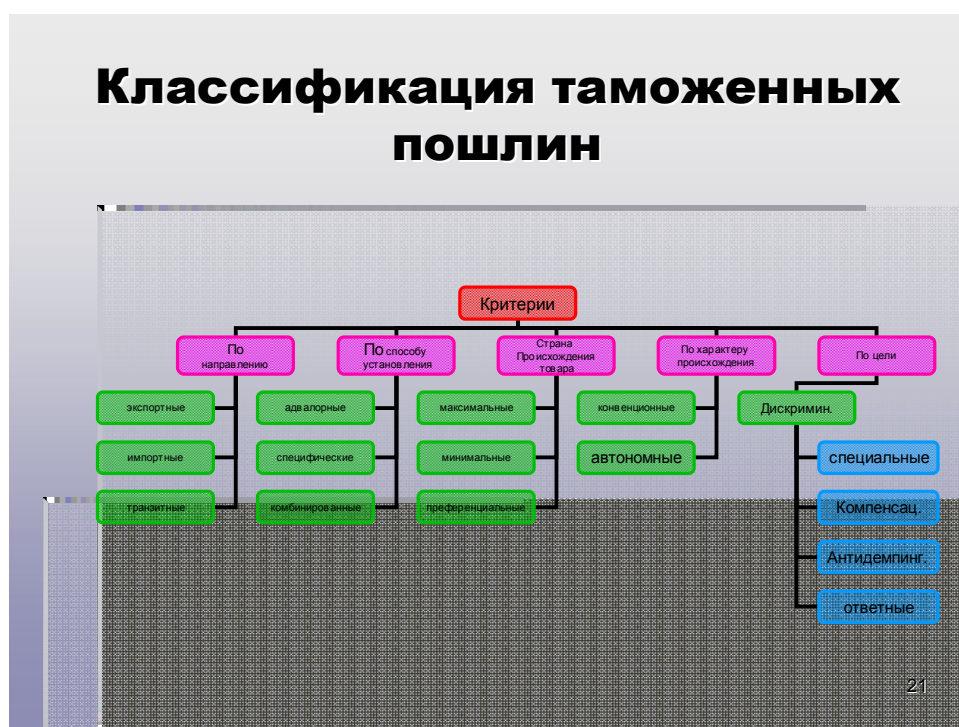 Классификация таможенных
пошлин
Критерии
По
направлению
По способу
установления
Страна
Происхождения
товара
По характеру
происхождения
По цели
экспортные
адвалорные
максимальные
конвенционные
Дискримин.
импортные
специфические
минимальные
автономные
специальные
транзитные
комбинированные
преференциальные
Компенсац.
Антидемпинг.
ответные
21